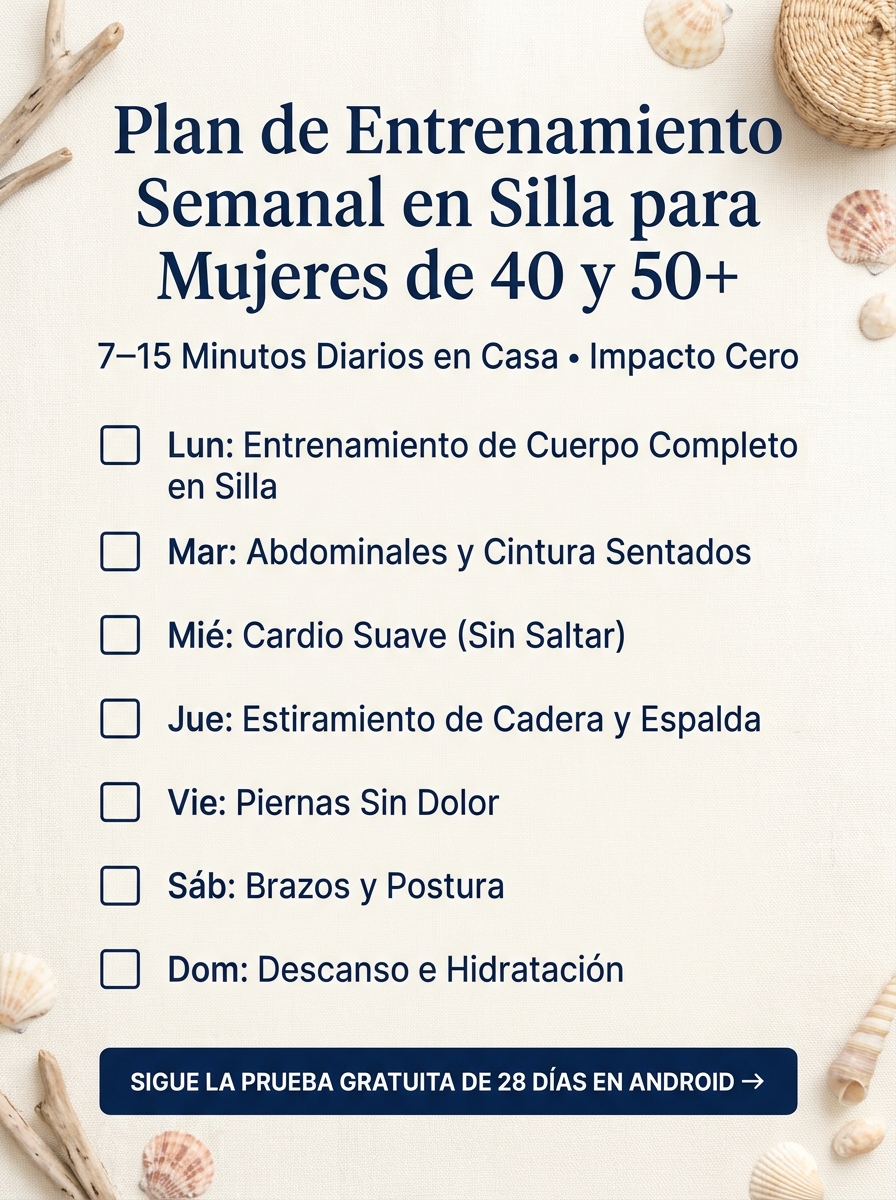 Plan de Entrenamiento
Semanal en Silla para
Mujeres de 40 y 50+
7–15 Minutos Diarios en Casa • Impacto Cero
Lun: Entrenamiento de Cuerpo Completo
en Silla
Mar: Abdominales y Cintura Sentados
Mié: Cardio Suave (Sin Saltar)
Jue: Estiramiento de Cadera y Espalda
Vie: Piernas Sin Dolor
Sáb: Brazos y Postura
Dom: Descanso e Hidratación
SIGUE LA PRUEBA GRATUITA DE 28 DÍAS EN ANDROID →